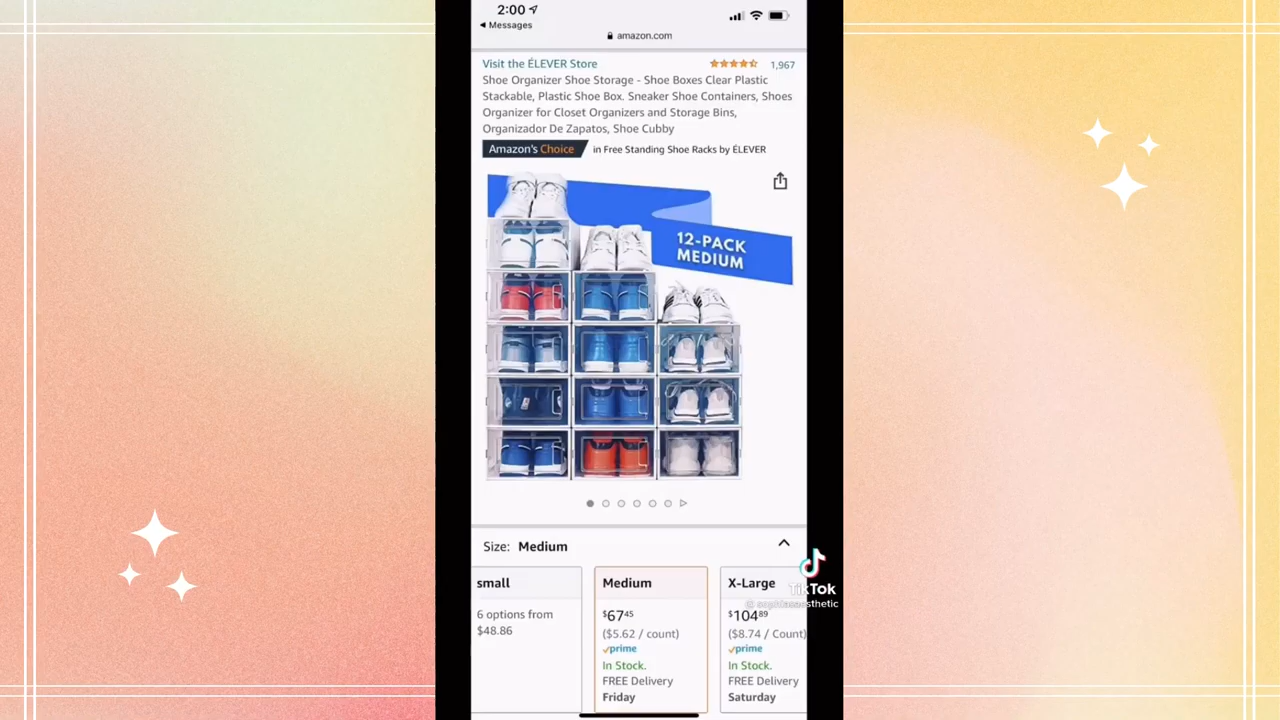 2:00
Messages
amazon.com
Visit the ÉLEVER Store
1,967
Shoe Organizer Shoe Storage - Shoe Boxes Clear Plastic
Stackable, Plastic Shoe Box. Sneaker Shoe Containers, Shoes
Organizer for Closet Organizers and Storage Bins,
Organizador De Zapatos, Shoe Cubby
Amazon's Choice in Free Standing Shoe Racks by ÉLEVER
12-PACK
MEDIUM
Size: Medium
small
6 options from
$48.86
Medium
$67.45
($5.62 / count)
prime
In Stock.
FREE Delivery
Friday
X-Large
$104.89
($8.74 / Count)
prime
In Stock.
FREE Delivery
Saturday
TikTok